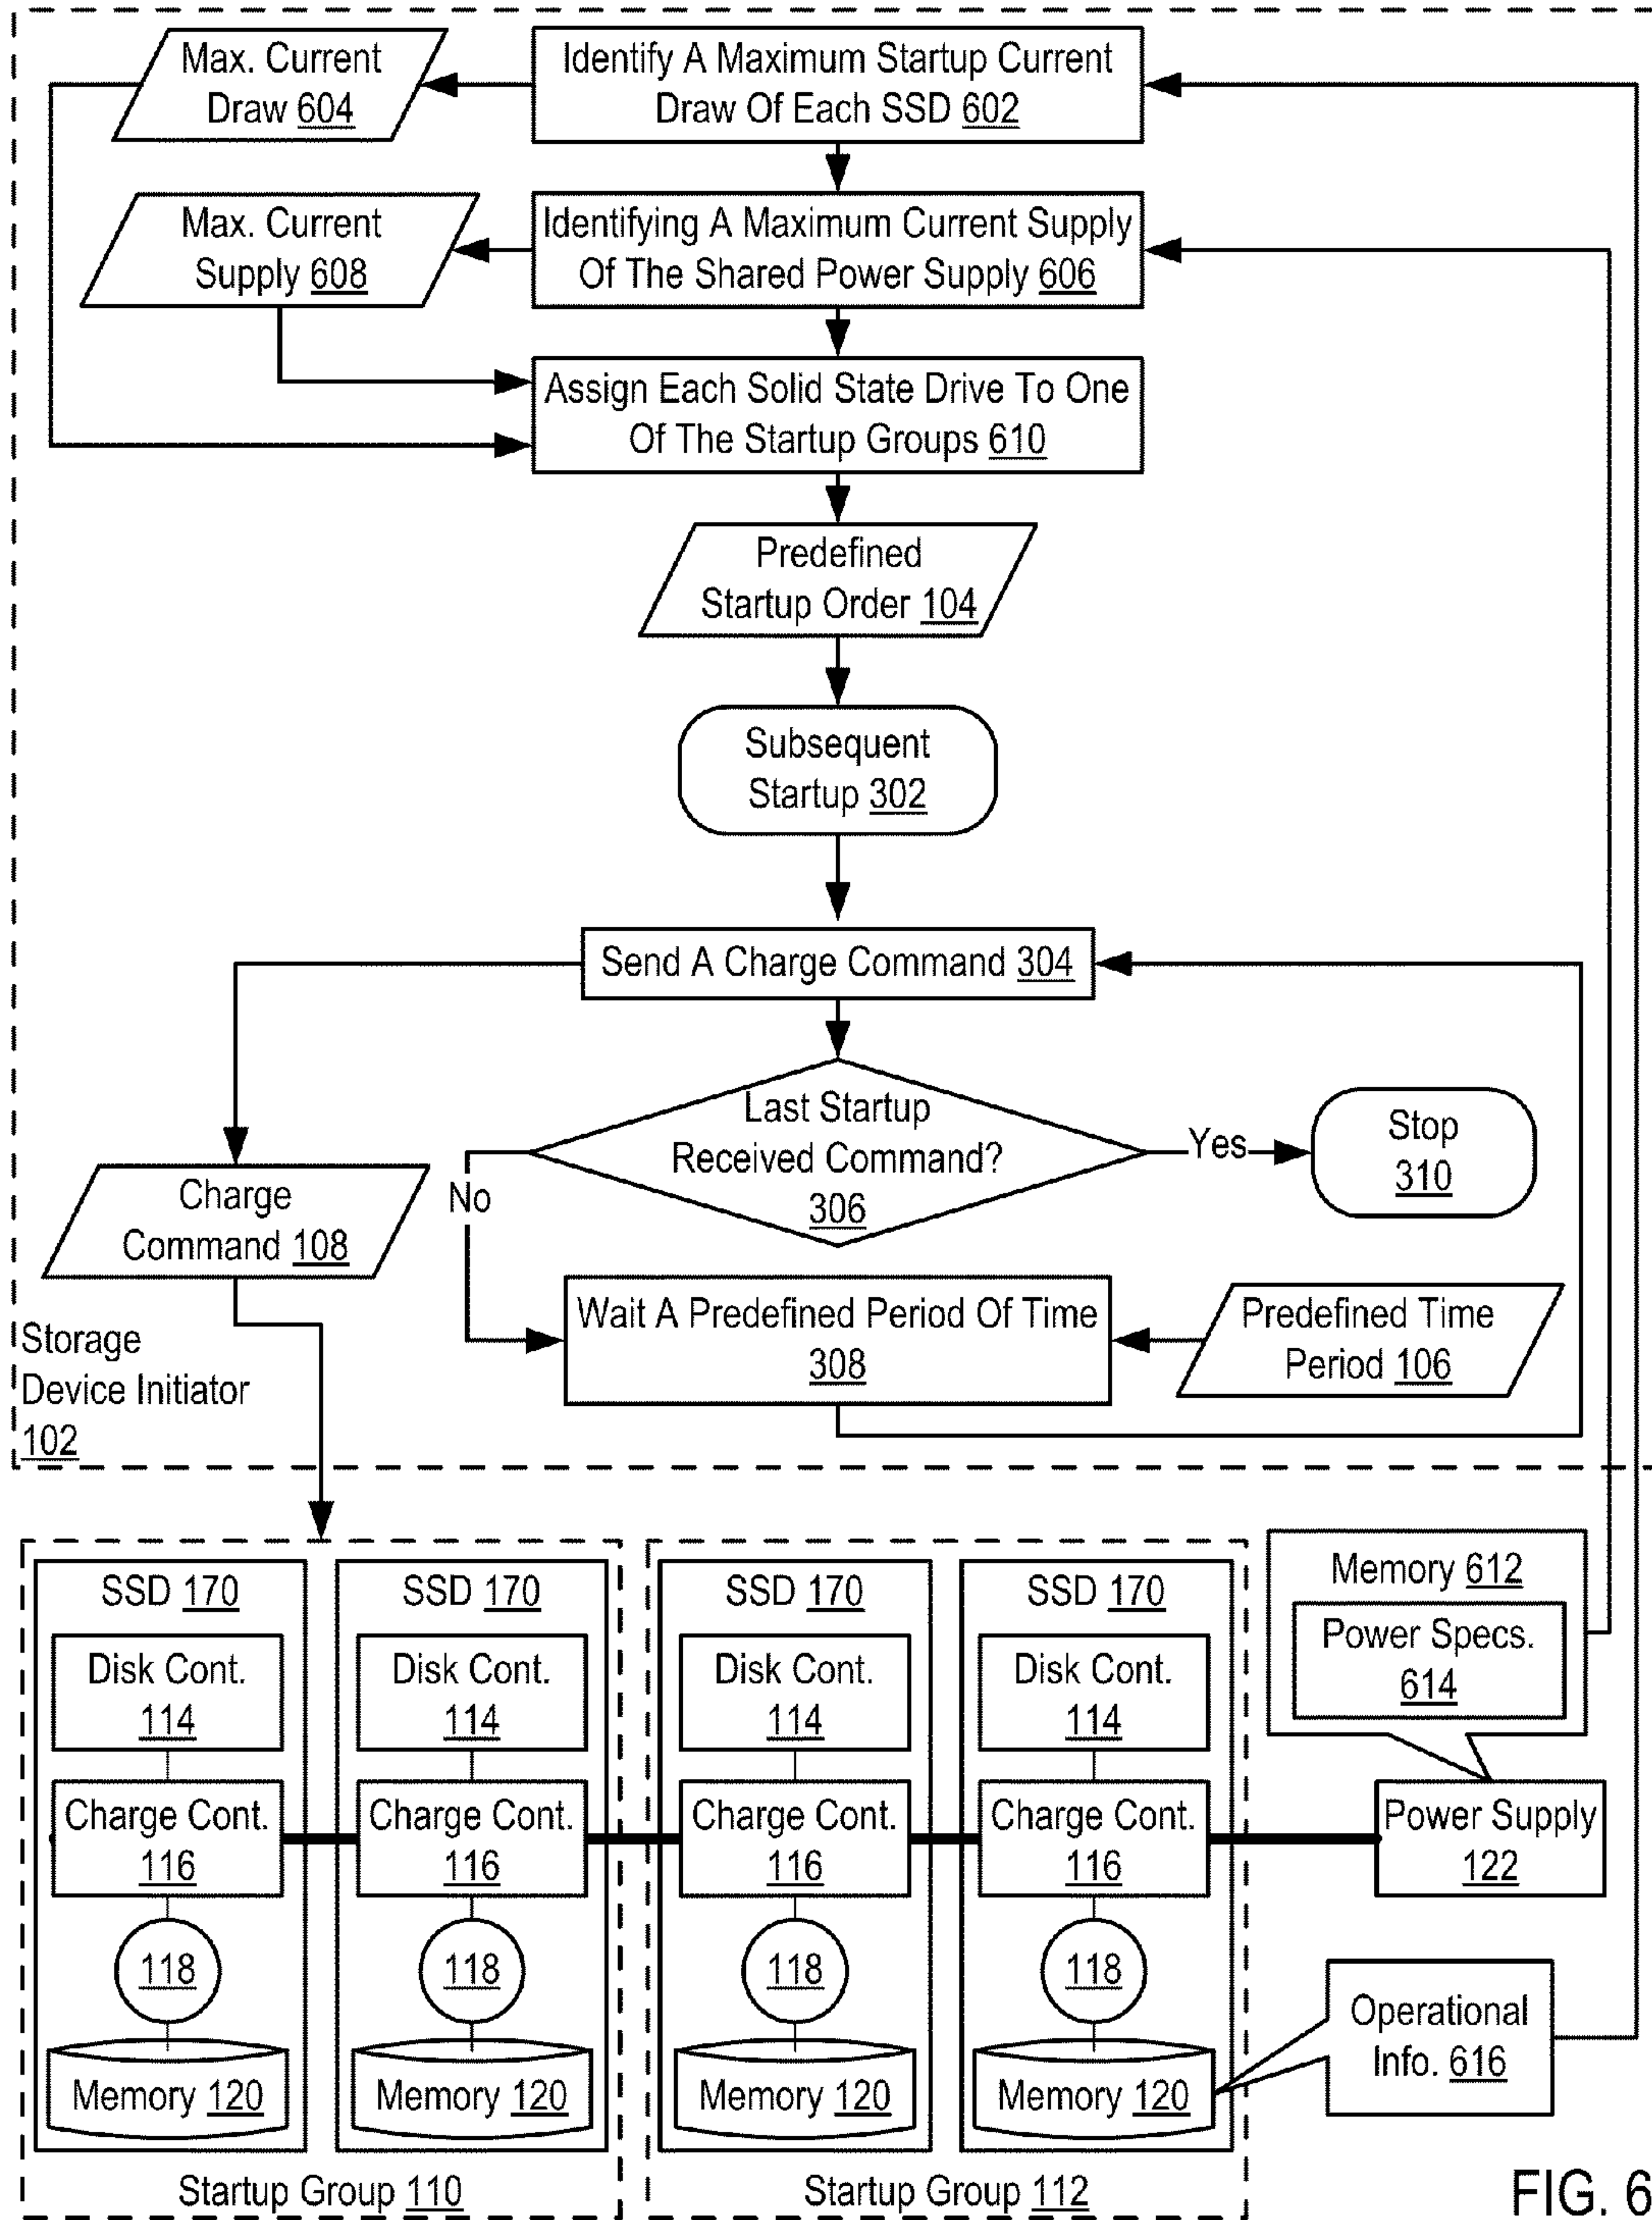 Max. Current
Draw 604
Identify A Maximum Startup Current
Draw Of Each SSD 602
Max. Current
Supply 608
Identifying A Maximum Current Supply
Of The Shared Power Supply 606
Assign Each Solid State Drive To One
Of The Startup Groups 610
Predefined
Startup Order 104
Subsequent
Startup 302
Send A Charge Command 304
Last Startup
Received Command?
306
Yes
Stop
310
No
Charge
Command 108
Wait A Predefined Period Of Time
308
Predefined Time
Period 106
Storage
Device Initiator
102
SSD 170
Disk Cont.
114
Charge Cont.
116
118
Memory 120
SSD 170
Disk Cont.
114
Charge Cont.
116
118
Memory 120
Startup Group 110
SSD 170
Disk Cont.
114
Charge Cont.
116
118
Memory 120
SSD 170
Disk Cont.
114
Charge Cont.
116
118
Memory 120
Startup Group 112
Memory 612
Power Specs.
614
Power Supply
122
Operational
Info. 616
FIG. 6